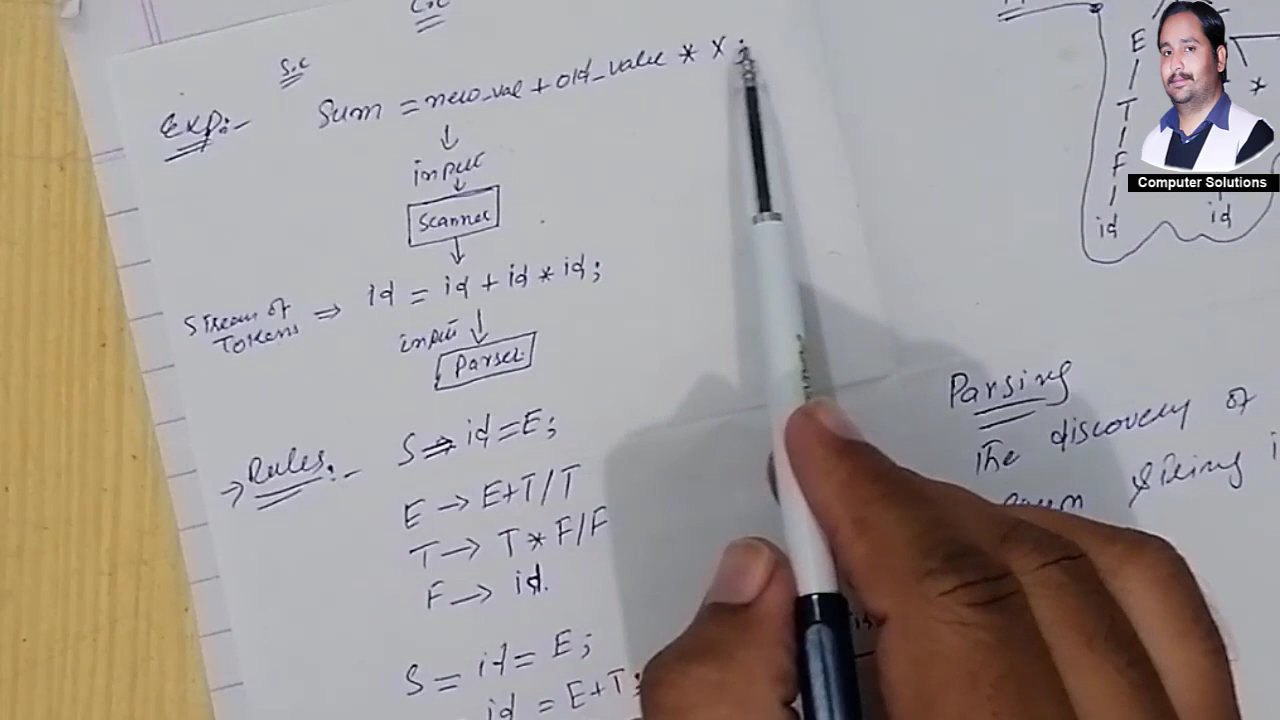 S.C
Exp:-
Sum = new_val + old_value * X ;
↓
input
↓
Scanner
↓
Stream of Tokens ⇒ id = id + id * id ;
input ↓
Parser
→ Rules:-
S ⇒ id = E ;
E → E+T/T
T → T * F/F
F → id.
S = id = E ;
id = E+T ;
E
T
F
id
*
id
Computer Solutions
Parsing
The discovery of
string i